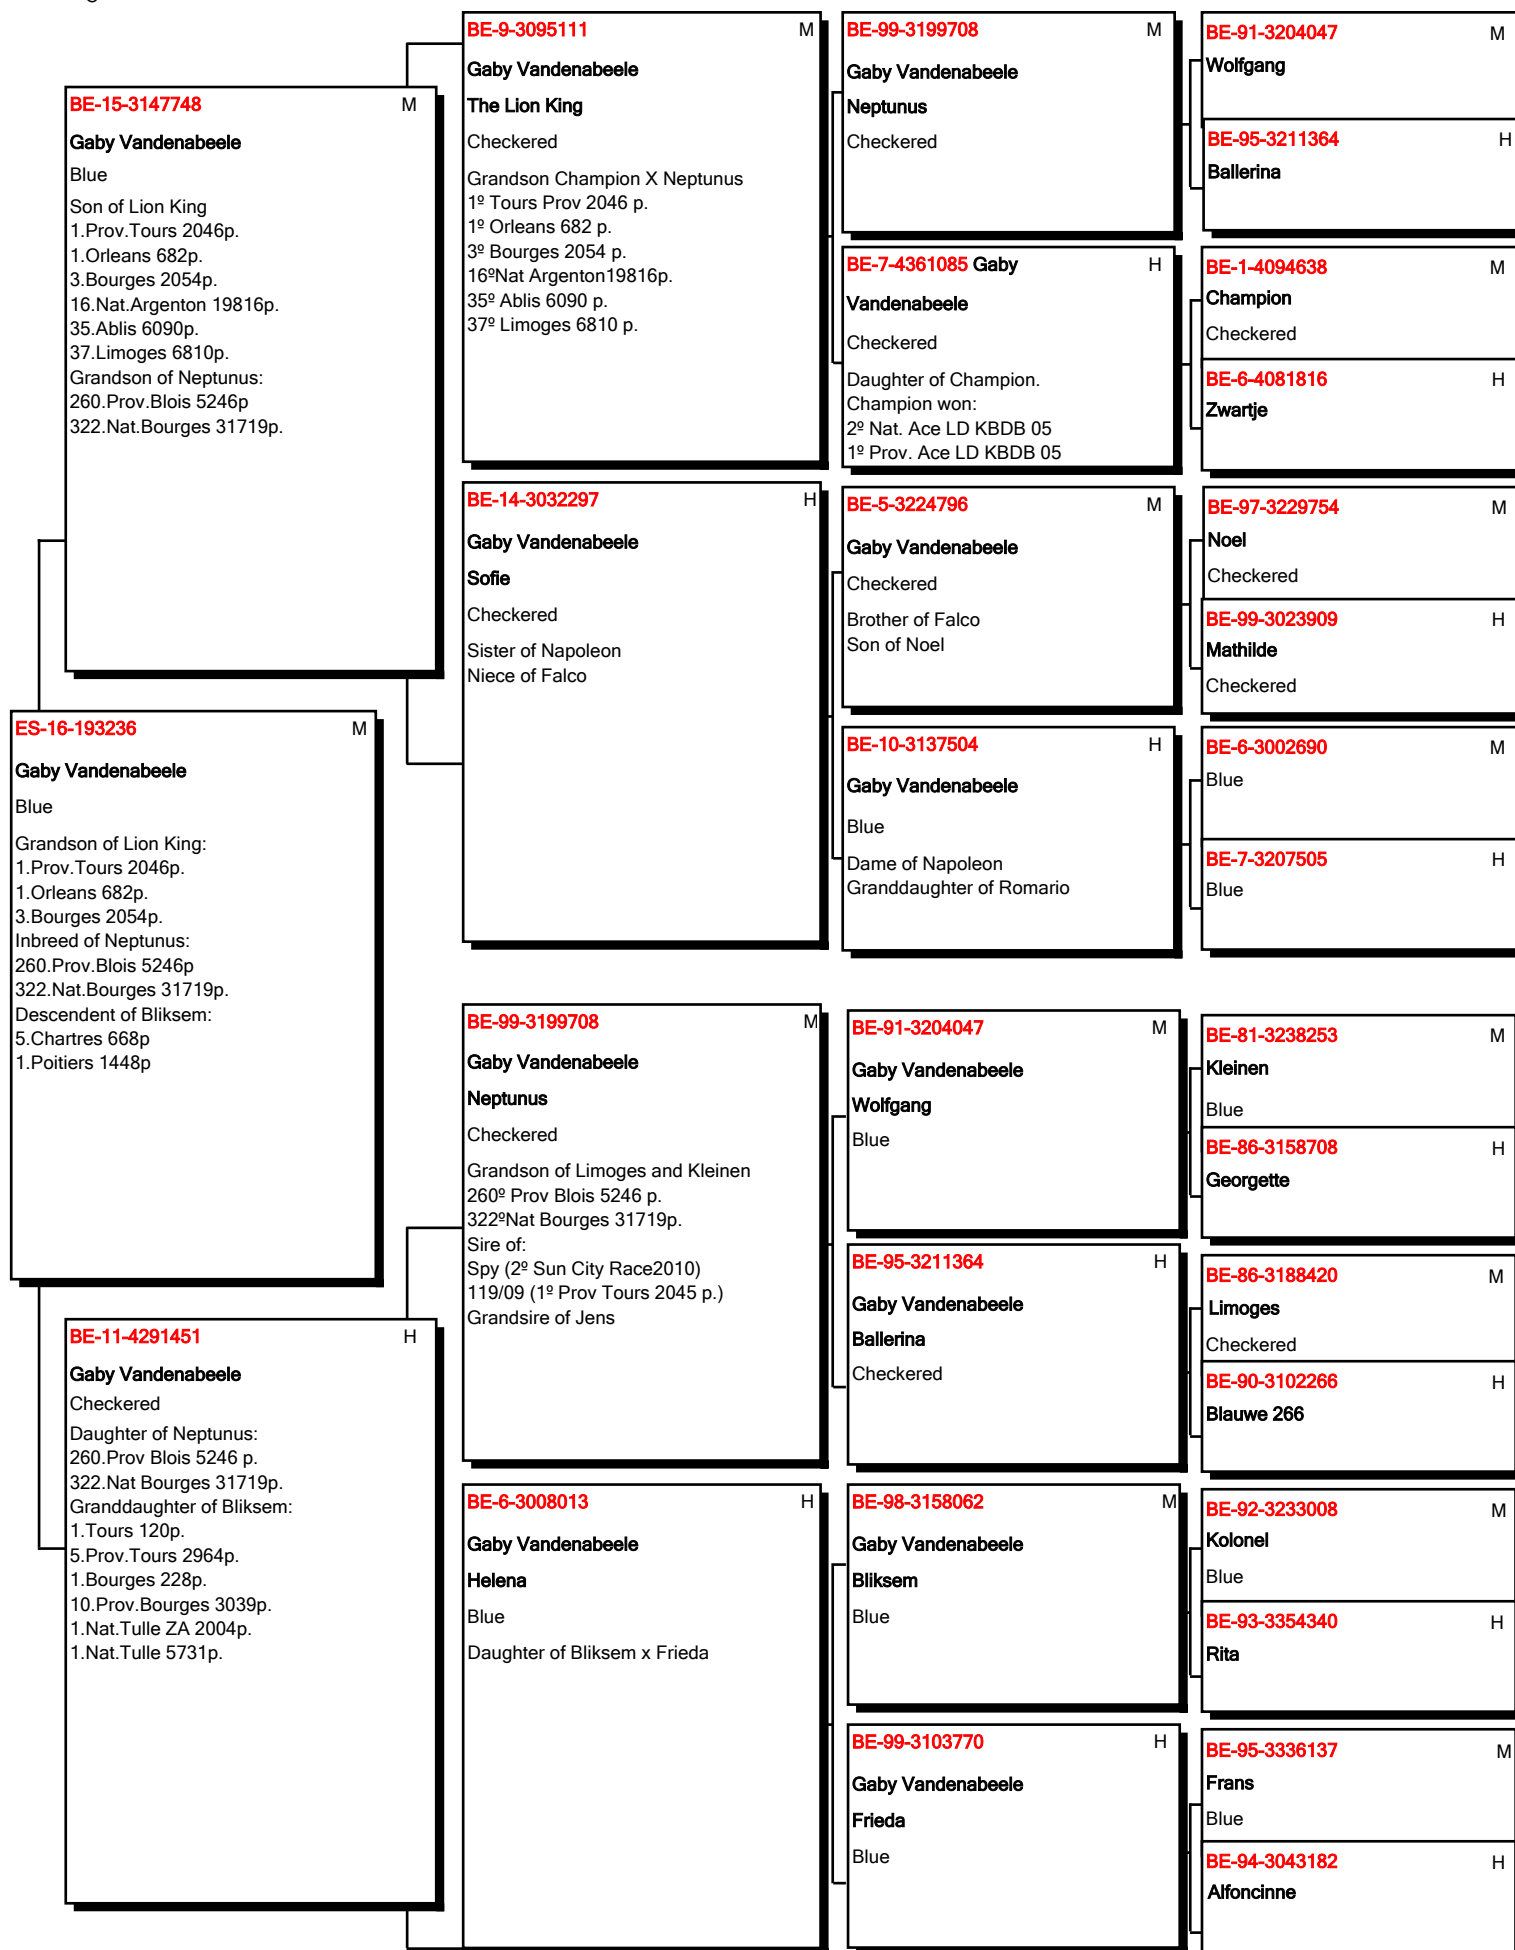 BE-15-3147748 M
Gaby Vandenabeele
Blue
Son of Lion King
1.Prov.Tours 2046p.
1.Orleans 682p.
3.Bourges 2054p.
16.Nat.Argenton 19816p.
35.Ablis 6090p.
37.Limoges 6810p.
Grandson of Neptunus:
260.Prov.Blois 5246p
322.Nat.Bourges 31719p.
ES-16-193236 M
Gaby Vandenabeele
Blue
Grandson of Lion King:
1.Prov.Tours 2046p.
1.Orleans 682p.
3.Bourges 2054p.
Inbreed of Neptunus:
260.Prov.Blois 5246p
322.Nat.Bourges 31719p.
Descendent of Bliksem:
5.Chartres 668p
1.Poitiers 1448p
BE-11-4291451 H
Gaby Vandenabeele
Checkered
Daughter of Neptunus:
260.Prov Blois 5246 p.
322.Nat Bourges 31719p.
Granddaughter of Bliksem:
1.Tours 120p.
5.Prov.Tours 2964p.
1.Bourges 228p.
10.Prov.Bourges 3039p.
1.Nat.Tulle ZA 2004p.
1.Nat.Tulle 5731p.
BE-9-3095111 M
Gaby Vandenabeele
The Lion King
Checkered
Grandson Champion X Neptunus
1º Tours Prov 2046 p.
1º Orleans 682 p.
3º Bourges 2054 p.
16ºNat Argenton19816p.
35º Ablis 6090 p.
37º Limoges 6810 p.
BE-14-3032297 H
Gaby Vandenabeele
Sofie
Checkered
Sister of Napoleon
Niece of Falco
BE-99-3199708 M
Gaby Vandenabeele
Neptunus
Checkered
Grandson of Limoges and Kleinen
260º Prov Blois 5246 p.
322ºNat Bourges 31719p.
Sire of:
Spy (2º Sun City Race2010)
119/09 (1º Prov Tours 2045 p.)
Grandsire of Jens
BE-6-3008013 H
Gaby Vandenabeele
Helena
Blue
Daughter of Bliksem x Frieda
BE-99-3199708 M
Gaby Vandenabeele
Neptunus
Checkered
BE-7-4361085 Gaby H
Vandenabeele
Checkered
Daughter of Champion.
Champion won:
2º Nat. Ace LD KBDB 05
1º Prov. Ace LD KBDB 05
BE-5-3224796 M
Gaby Vandenabeele
Checkered
Brother of Falco
Son of Noel
BE-10-3137504 H
Gaby Vandenabeele
Blue
Dame of Napoleon
Granddaughter of Romario
BE-91-3204047 M
Gaby Vandenabeele
Wolfgang
Blue
BE-95-3211364 H
Gaby Vandenabeele
Ballerina
Checkered
BE-98-3158062 M
Gaby Vandenabeele
Bliksem
Blue
BE-99-3103770 H
Gaby Vandenabeele
Frieda
Blue
BE-91-3204047 M
Wolfgang
BE-95-3211364 H
Ballerina
BE-1-4094638 M
Champion
Checkered
BE-6-4081816 H
Zwartje
BE-97-3229754 M
Noel
Checkered
BE-99-3023909 H
Mathilde
Checkered
BE-6-3002690 M
Blue
BE-7-3207505 H
Blue
BE-81-3238253 M
Kleinen
Blue
BE-86-3158708 H
Georgette
BE-86-3188420 M
Limoges
Checkered
BE-90-3102266 H
Blauwe 266
BE-92-3233008 M
Kolonel
Blue
BE-93-3354340 H
Rita
BE-95-3336137 M
Frans
Blue
BE-94-3043182 H
Alfoncinne